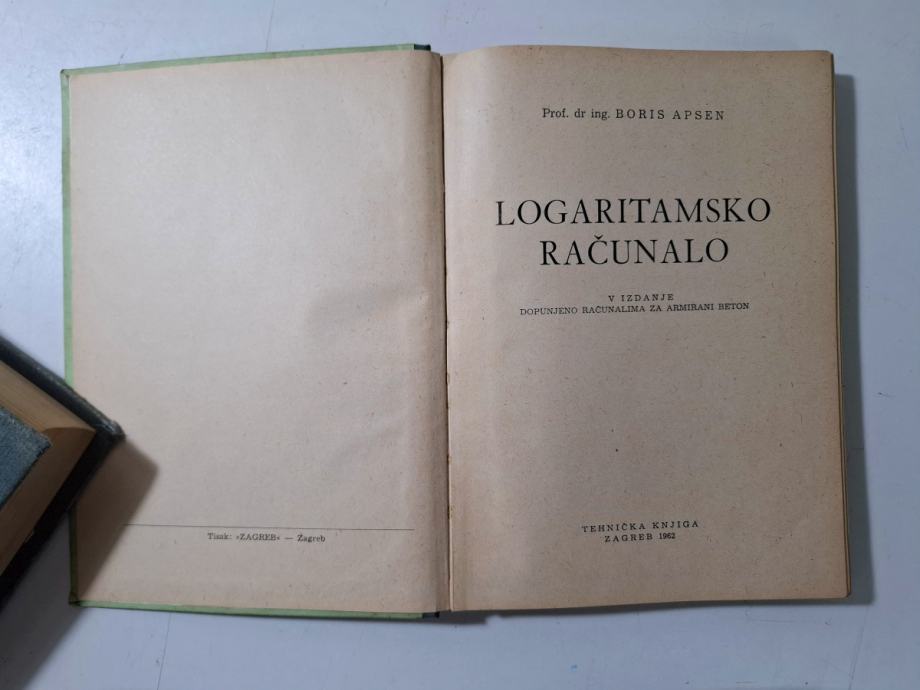 Tisak: »ZAGREB« — Zagreb
Prof. dr ing. BORIS APSEN
LOGARITAMSKO
RAČUNALO
V IZDANJE
DOPUNJENO RAČUNALIMA ZA ARMIRANI BETON
TEHNIČKA KNJIGA
ZAGREB 1962